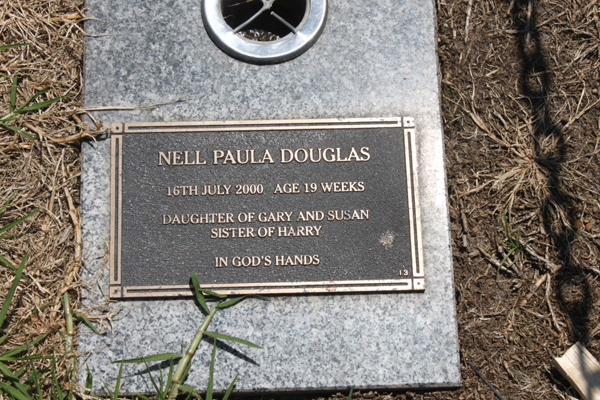 NELL PAULA DOUGLAS
16TH JULY 2000 AGE 19 WEEKS
DAUGHTER OF GARY AND SUSAN
SISTER OF HARRY
IN GOD'S HANDS
13